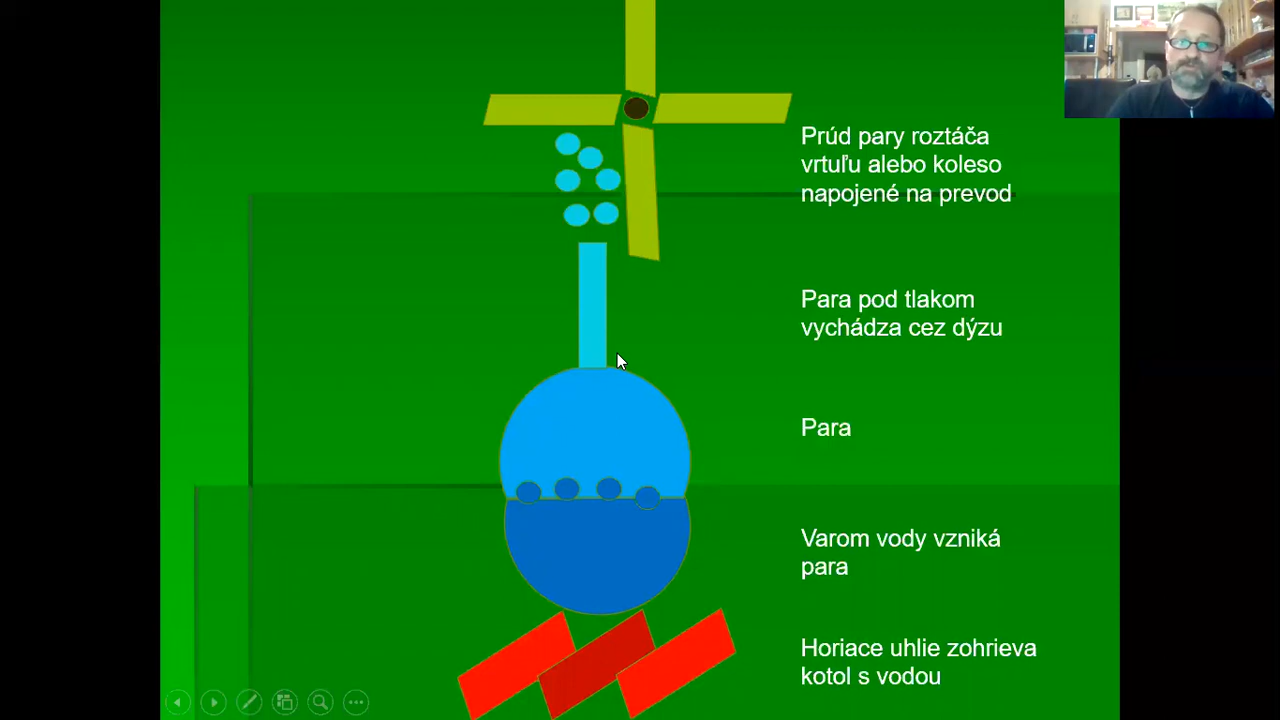 Prúd pary roztáča
vrtuľu alebo koleso
napojené na prevod
Para pod tlakom
vychádza cez dýzu
Para
Varom vody vzniká
para
Horiace uhlie zohrieva
kotol s vodou